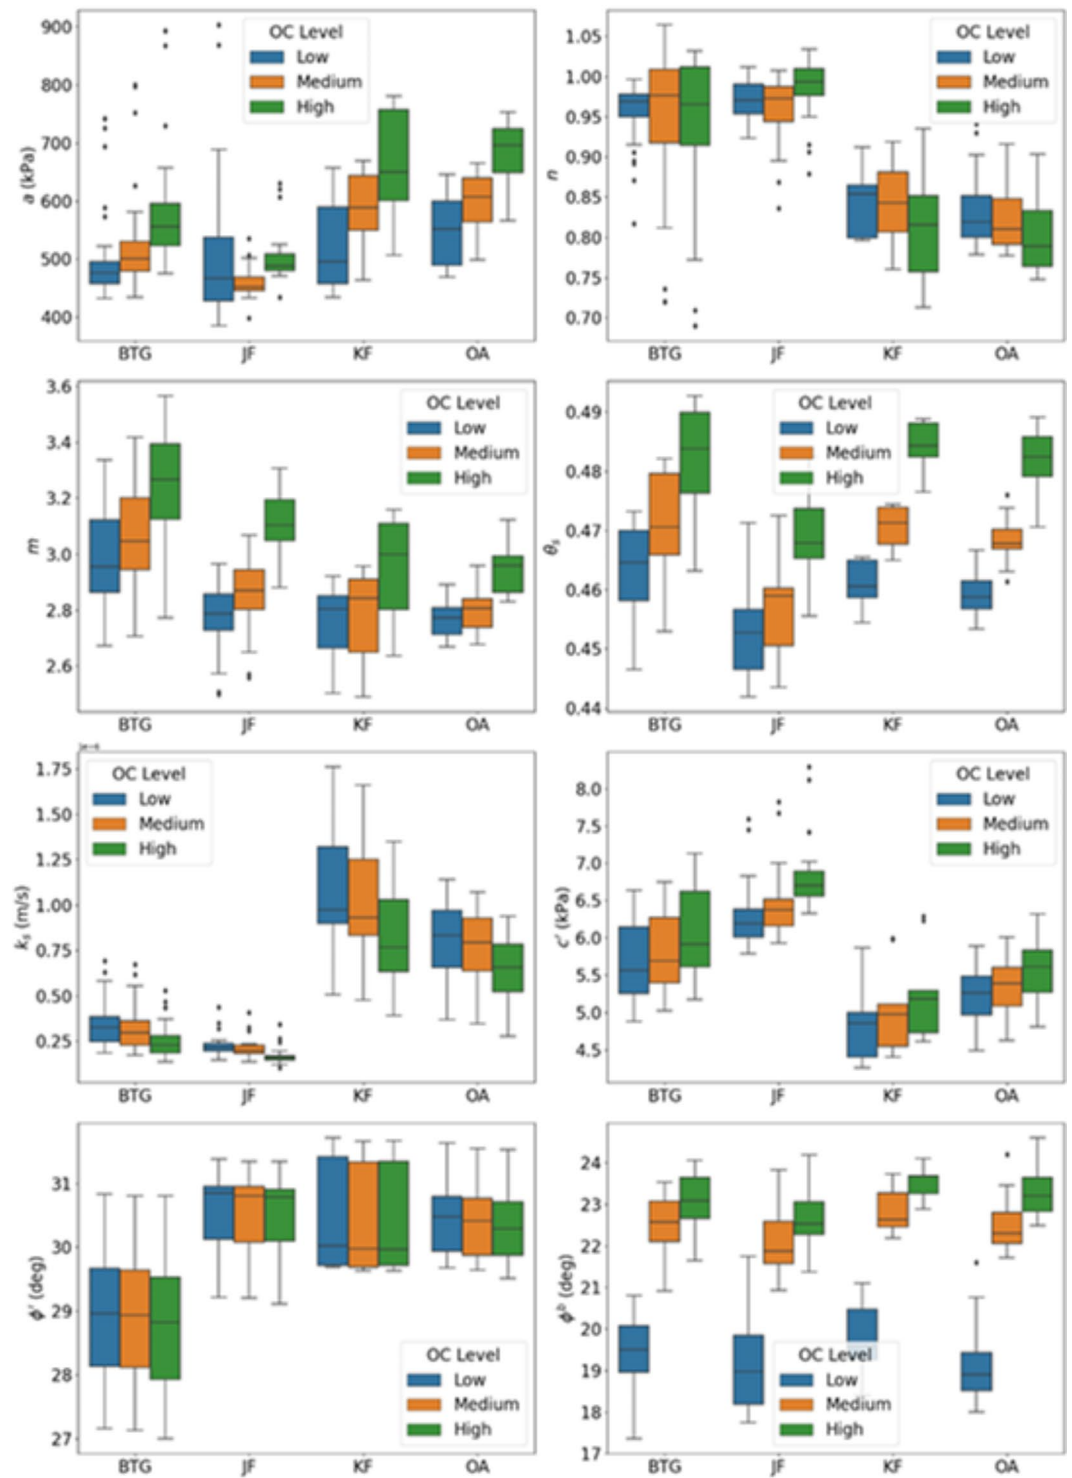 900
800
700
600
500
400
a (kPa)
OC Level
Low
Medium
High
BTG JF KF OA
1.05
1.00
0.95
0.90
0.85
0.80
0.75
0.70
n
OC Level
Low
Medium
High
BTG JF KF OA
3.6
3.4
3.2
3.0
2.8
2.6
m
OC Level
Low
Medium
High
BTG JF KF OA
0.49
0.48
0.47
0.46
0.45
0.44
θs
OC Level
Low
Medium
High
BTG JF KF OA
1.75
1.50
1.25
1.00
0.75
0.50
0.25
ks (m/s)
OC Level
Low
Medium
High
BTG JF KF OA
8.0
7.5
7.0
6.5
6.0
5.5
5.0
4.5
c′ (kPa)
OC Level
Low
Medium
High
BTG JF KF OA
31
30
29
28
27
ϕ′ (deg)
OC Level
Low
Medium
High
BTG JF KF OA
24
23
22
21
20
19
18
17
ϕb (deg)
OC Level
Low
Medium
High
BTG JF KF OA